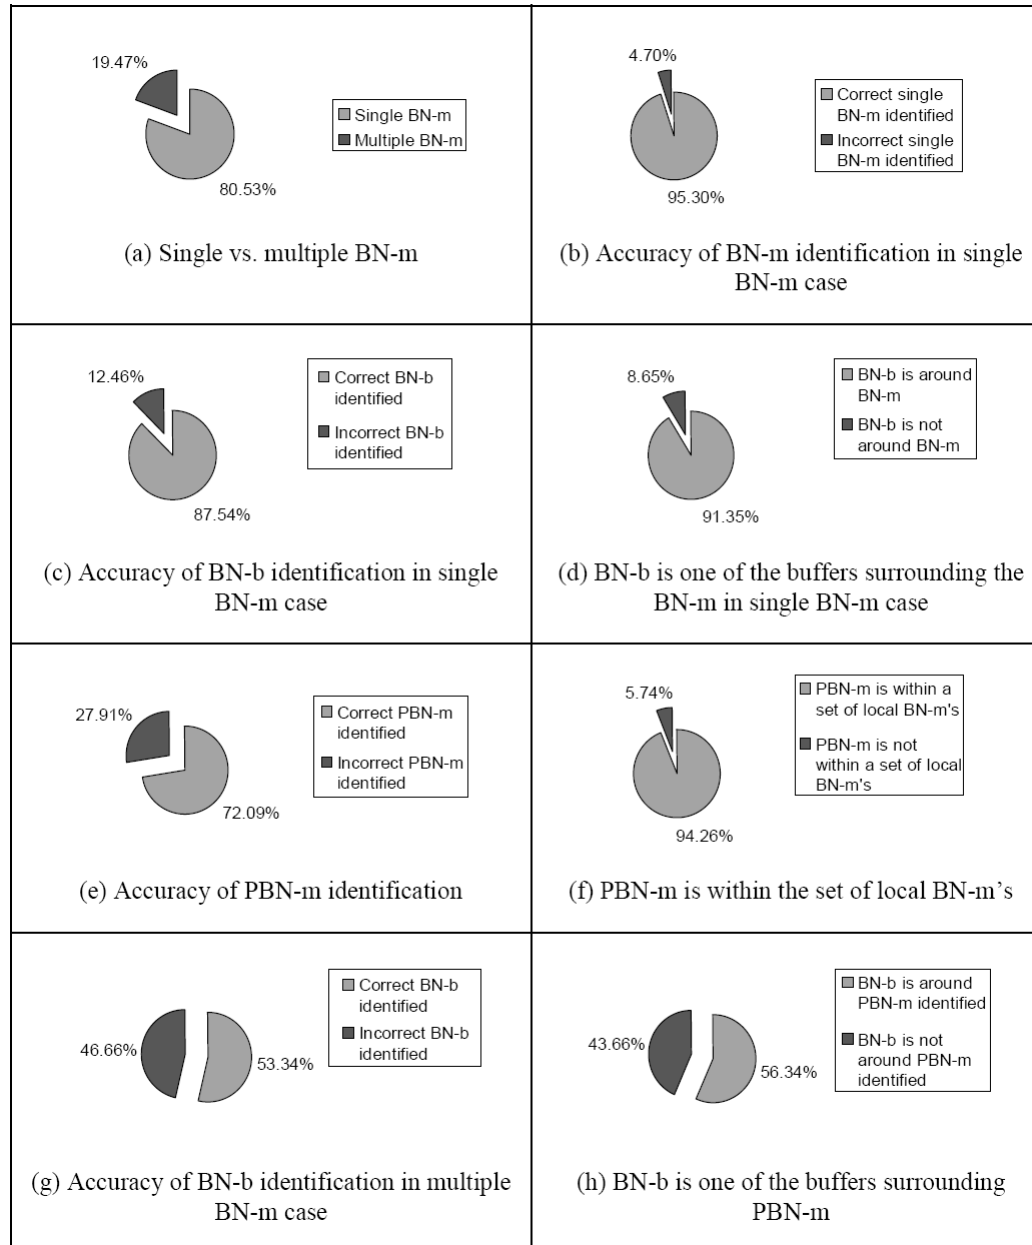 19.47%
80.53%
Single BN-m
Multiple BN-m
(a) Single vs. multiple BN-m
4.70%
95.30%
Correct single
BN-m identified
Incorrect single
BN-m identified
(b) Accuracy of BN-m identification in single
BN-m case
12.46%
87.54%
Correct BN-b
identified
Incorrect BN-b
identified
(c) Accuracy of BN-b identification in single
BN-m case
8.65%
91.35%
BN-b is around
BN-m
BN-b is not
around BN-m
(d) BN-b is one of the buffers surrounding the
BN-m in single BN-m case
27.91%
72.09%
Correct PBN-m
identified
Incorrect PBN-m
identified
(e) Accuracy of PBN-m identification
5.74%
94.26%
PBN-m is within a
set of local BN-m's
PBN-m is not
within a set of local
BN-m's
(f) PBN-m is within the set of local BN-m’s
46.66%
53.34%
Correct BN-b
identified
Incorrect BN-b
identified
(g) Accuracy of BN-b identification in multiple
BN-m case
43.66%
56.34%
BN-b is around
PBN-m identified
BN-b is not
around PBN-m
identified
(h) BN-b is one of the buffers surrounding
PBN-m